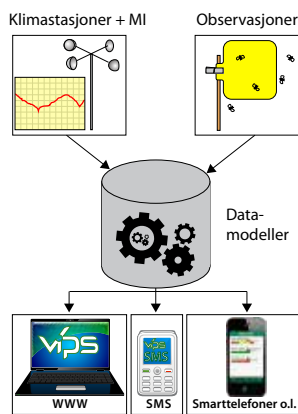 Klimastasjoner + MI
Observasjoner
Data-
modeller
VIPS
VIPS
SMS
WWW
SMS
Smarttelefoner o.l.